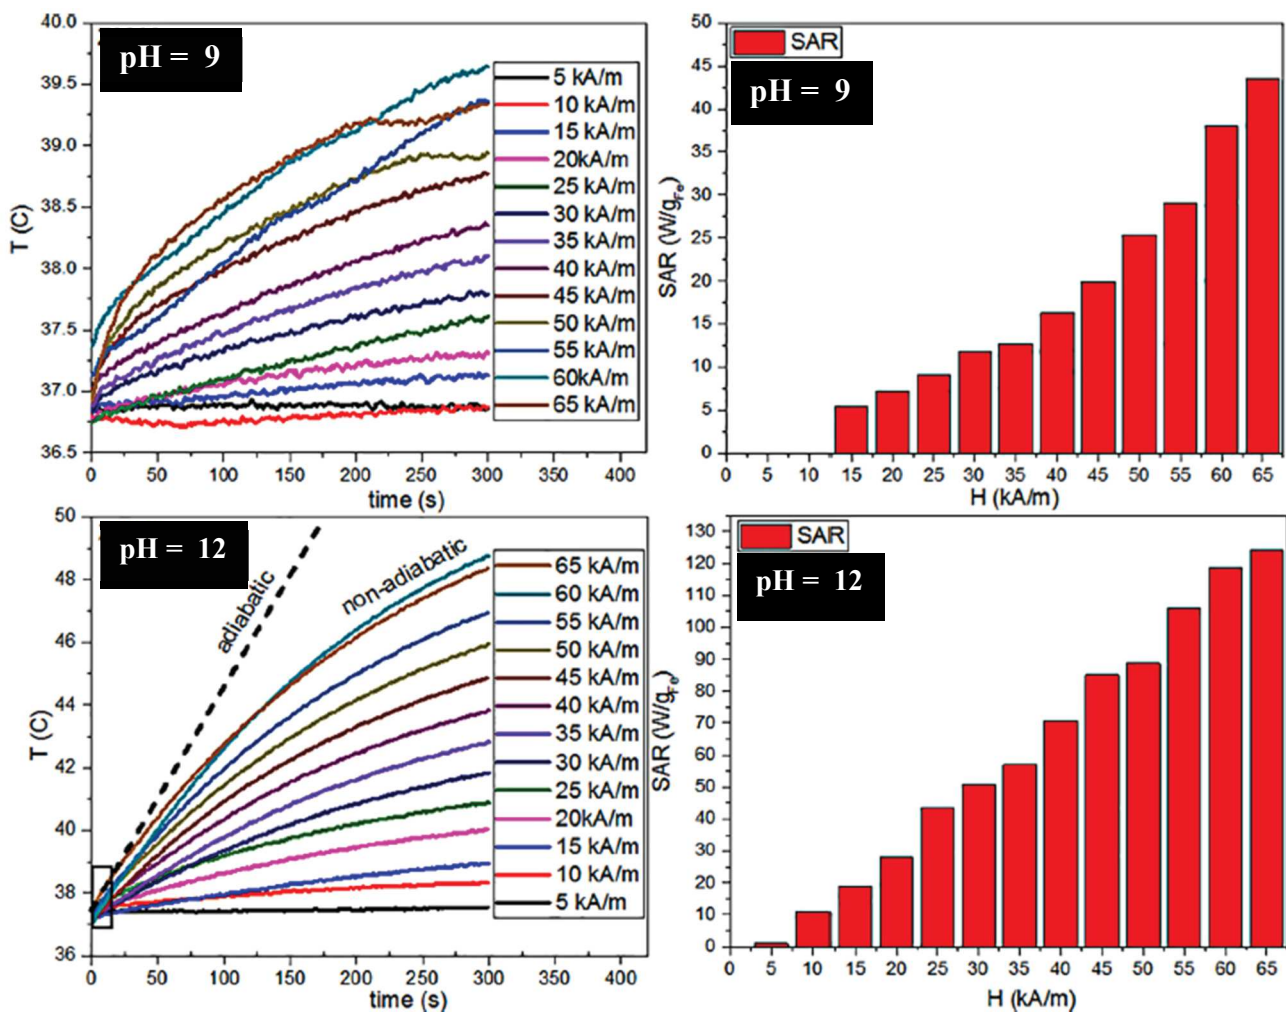 pH = 9
T (C)
40.0
39.5
39.0
38.5
38.0
37.5
37.0
36.5
0
50
100
150
200
250
300
350
400
time (s)
5 kA/m
10 kA/m
15 kA/m
20kA/m
25 kA/m
30 kA/m
35 kA/m
40 kA/m
45 kA/m
50 kA/m
55 kA/m
60kA/m
65 kA/m
SAR
pH = 9
SAR (W/gFe)
50
45
40
35
30
25
20
15
10
5
0
0
5
10
15
20
25
30
35
40
45
50
55
60
65
H (kA/m)
pH = 12
T (C)
50
48
46
44
42
40
38
36
adiabatic
non-adiabatic
0
50
100
150
200
250
300
350
400
time (s)
65 kA/m
60 kA/m
55 kA/m
50 kA/m
45 kA/m
40 kA/m
35 kA/m
30 kA/m
25 kA/m
20kA/m
15 kA/m
10 kA/m
5 kA/m
SAR
pH = 12
SAR (W/gFe)
130
120
110
100
90
80
70
60
50
40
30
20
10
0
0
5
10
15
20
25
30
35
40
45
50
55
60
65
H (kA/m)